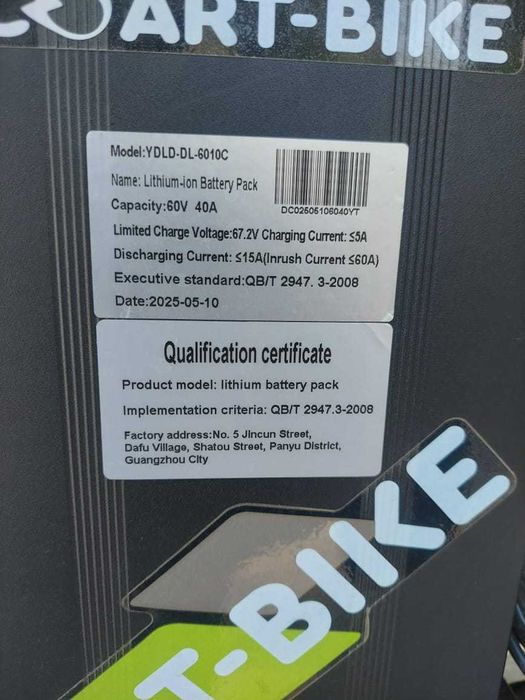 ART-BIKE
Model:YDLD-DL-6010C
Name: Lithium-ion Battery Pack
Capacity:60V 40A
DC02505106040YT
Limited Charge Voltage:67.2V Charging Current: ≤5A
Discharging Current: ≤15A(Inrush Current ≤60A)
Executive standard:QB/T 2947. 3-2008
Date:2025-05-10
Qualification certificate
Product model: lithium battery pack
Implementation criteria: QB/T 2947.3-2008
Factory address:No. 5 Jincun Street,
Dafu Village, Shatou Street, Panyu District,
Guangzhou City
T-BIKE